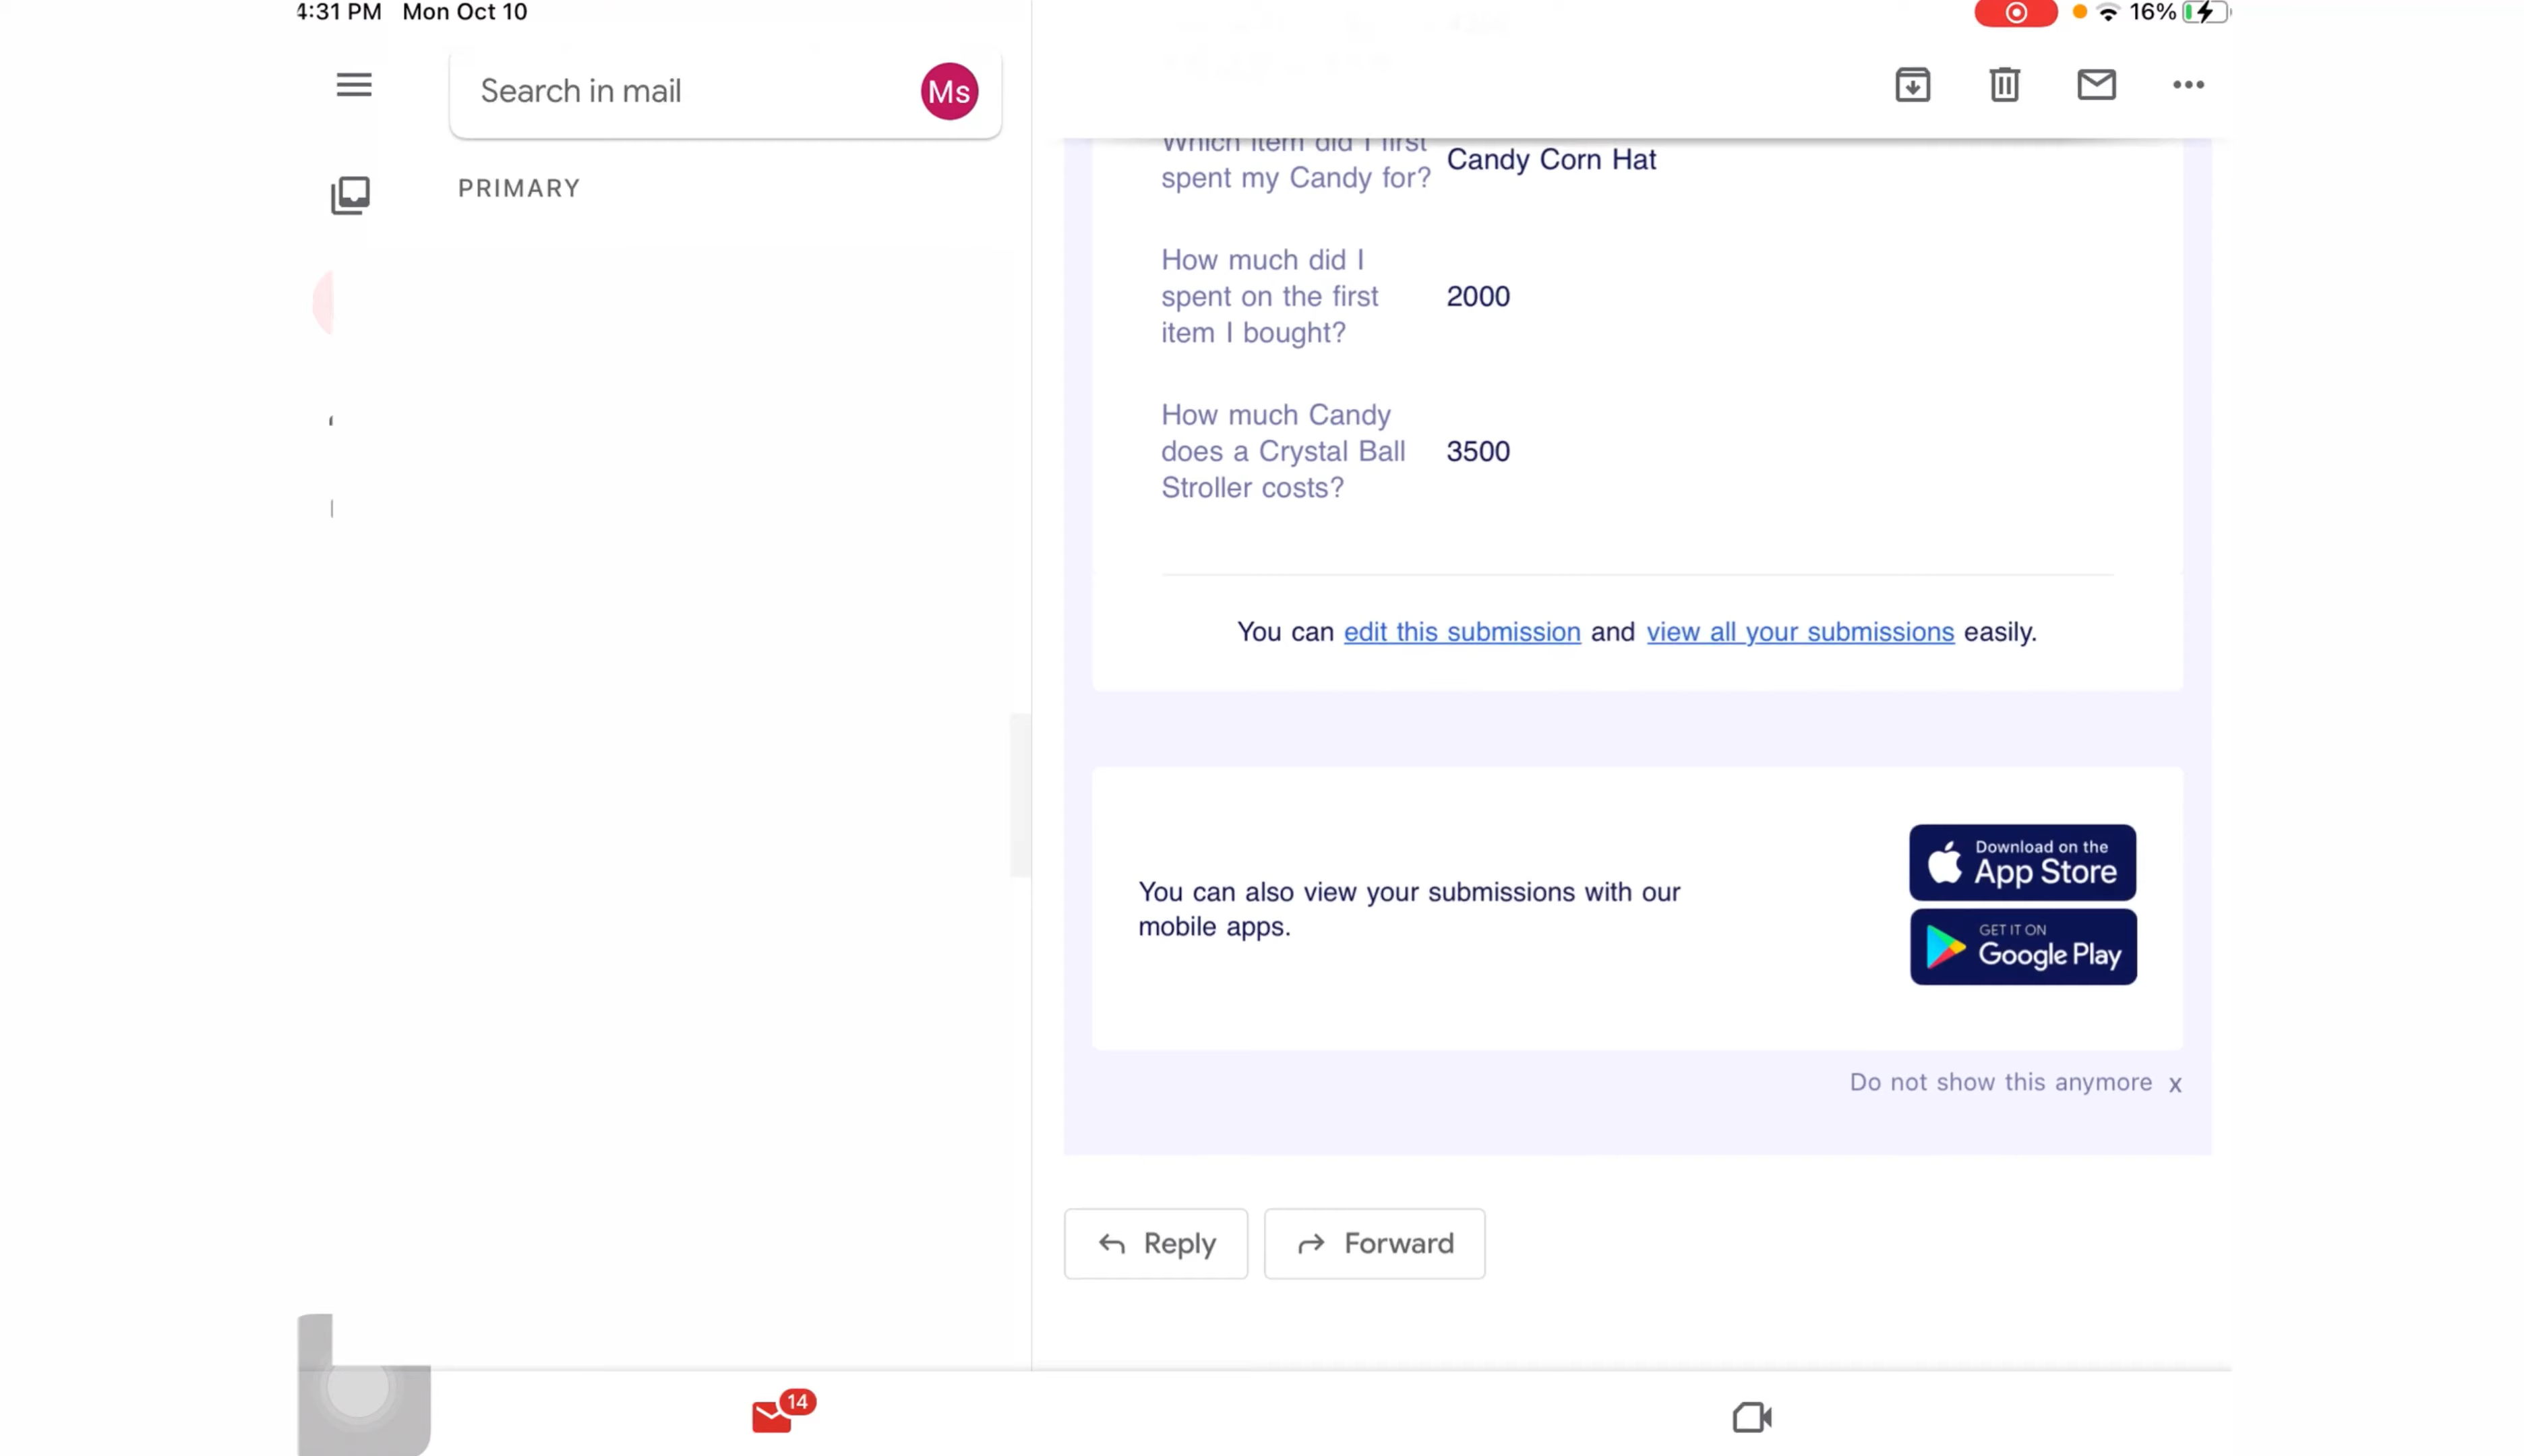 4:31 PM Mon Oct 10
16%
Search in mail
Ms
PRIMARY
Which item did I first
spent my Candy for?
Candy Corn Hat
How much did I
spent on the first
item I bought?
2000
How much Candy
does a Crystal Ball
Stroller costs?
3500
You can edit this submission and view all your submissions easily.
You can also view your submissions with our
mobile apps.
Download on the
App Store
GET IT ON
Google Play
Do not show this anymore x
Reply
Forward
14